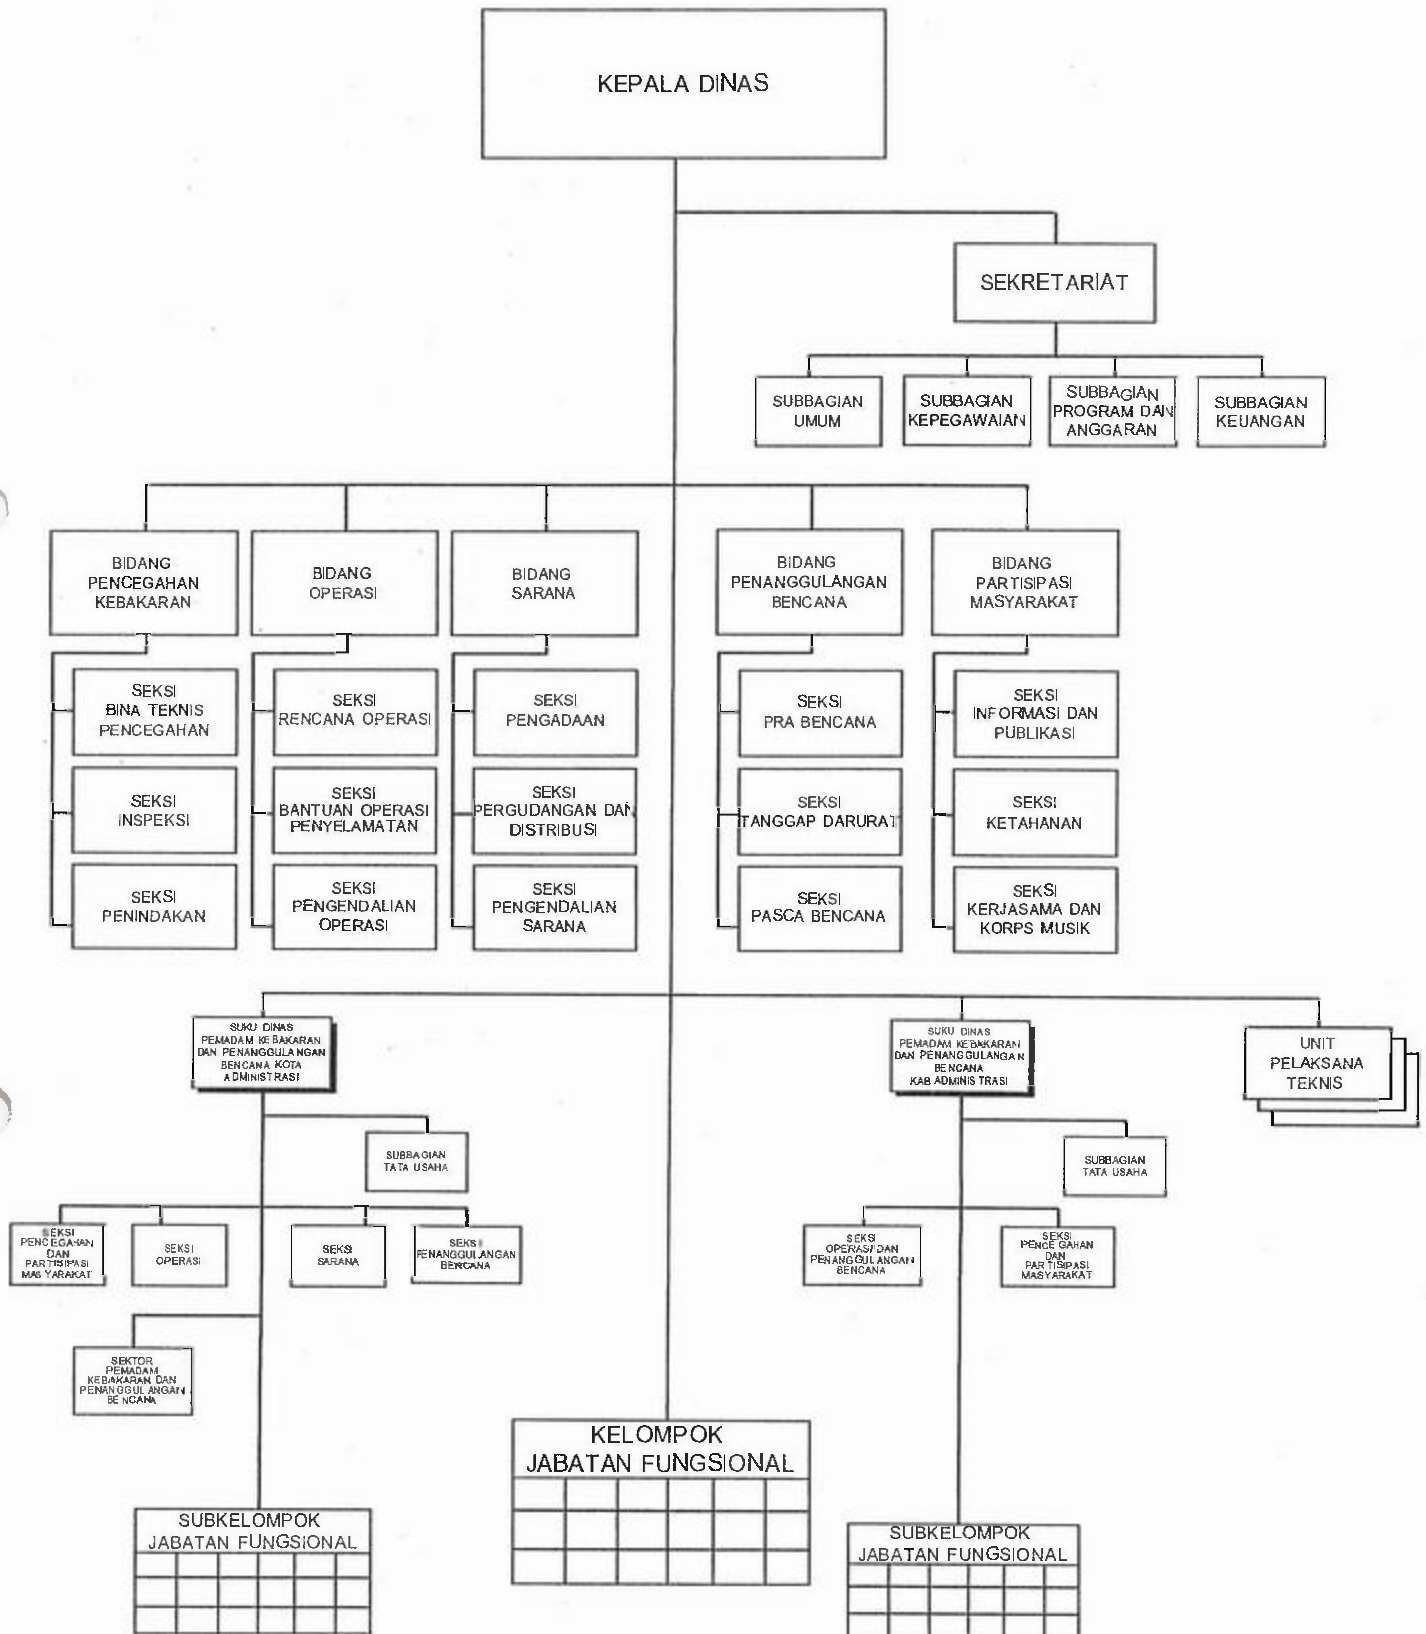 KEPALA DINAS
SEKRETARIAT
SUBBAGIAN
UMUM
SUBBAGIAN
KEPEGAWAIAN
SUBBAGIAN
PROGRAM DAN
ANGGARAN
SUBBAGIAN
KEUANGAN
BIDANG
PENCEGAHAN
KEBAKARAN
BIDANG
OPERASI
BIDANG
SARANA
BIDANG
PENANGGULANGAN
BENCANA
BIDANG
PARTISIPASI
MASYARAKAT
SEKSI
BINA TEKNIS
PENCEGAHAN
SEKSI
RENCANA OPERASI
SEKSI
PENGADAAN
SEKSI
PRA BENCANA
SEKSI
INFORMASI DAN
PUBLIKASI
SEKSI
INSPEKSI
SEKSI
BANTUAN OPERASI
PENYELAMATAN
SEKSI
PERGUDANGAN DAN
DISTRIBUSI
SEKSI
TANGGAP DARURAT
SEKSI
KETAHANAN
SEKSI
PENINDAKAN
SEKSI
PENGENDALIAN
OPERASI
SEKSI
PENGENDALIAN
SARANA
SEKSI
PASCA BENCANA
SEKSI
KERJASAMA DAN
KORPS MUSIK
SUKU DINAS
PEMADAM KEBAKARAN
DAN PENANGGULANGAN
BENCANA KOTA
ADMINISTRASI
SUKU DINAS
PEMADAM KEBAKARAN
DAN PENANGGULANGAN
BENCANA
KAB ADMINISTRASI
UNIT
PELAKSANA
TEKNIS
SUBBAGIAN
TATA USAHA
SUBBAGIAN
TATA USAHA
SEKSI
PENCEGAHAN
DAN
PARTISIPASI
MASYARAKAT
SEKSI
OPERASI
SEKSI
SARANA
SEKSI
PENANGGULANGAN
BENCANA
SEKSI
OPERASI DAN
PENANGGULANGAN
BENCANA
SEKSI
PENCEGAHAN
DAN
PARTISIPASI
MASYARAKAT
SEKTOR
PEMADAM
KEBAKARAN DAN
PENANGGULANGAN
BENCANA
KELOMPOK
JABATAN FUNGSIONAL
SUBKELOMPOK
JABATAN FUNGSIONAL
SUBKELOMPOK
JABATAN FUNGSIONAL